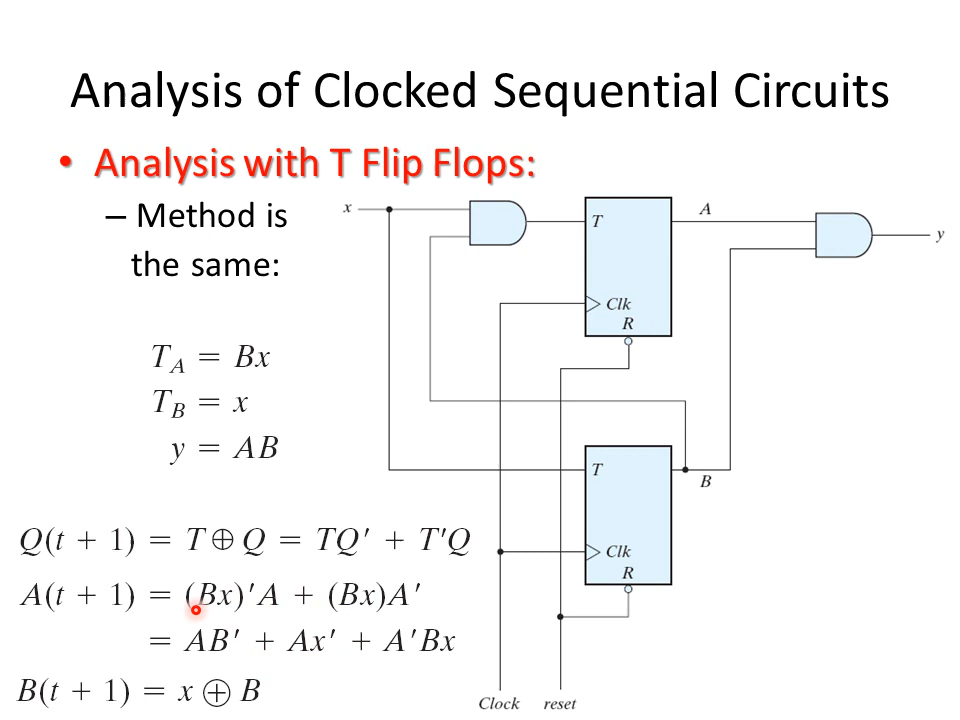 Analysis of Clocked Sequential Circuits
• Analysis with T Flip Flops:
– Method is
the same:
T_A = Bx
T_B = x
y = AB
Q(t + 1) = T ⊕ Q = TQ′ + T′Q
A(t + 1) = (Bx)′A + (Bx)A′
= AB′ + Ax′ + A′Bx
B(t + 1) = x ⊕ B
x
T
A
y
Clk
R
T
B
Clk
R
Clock
reset